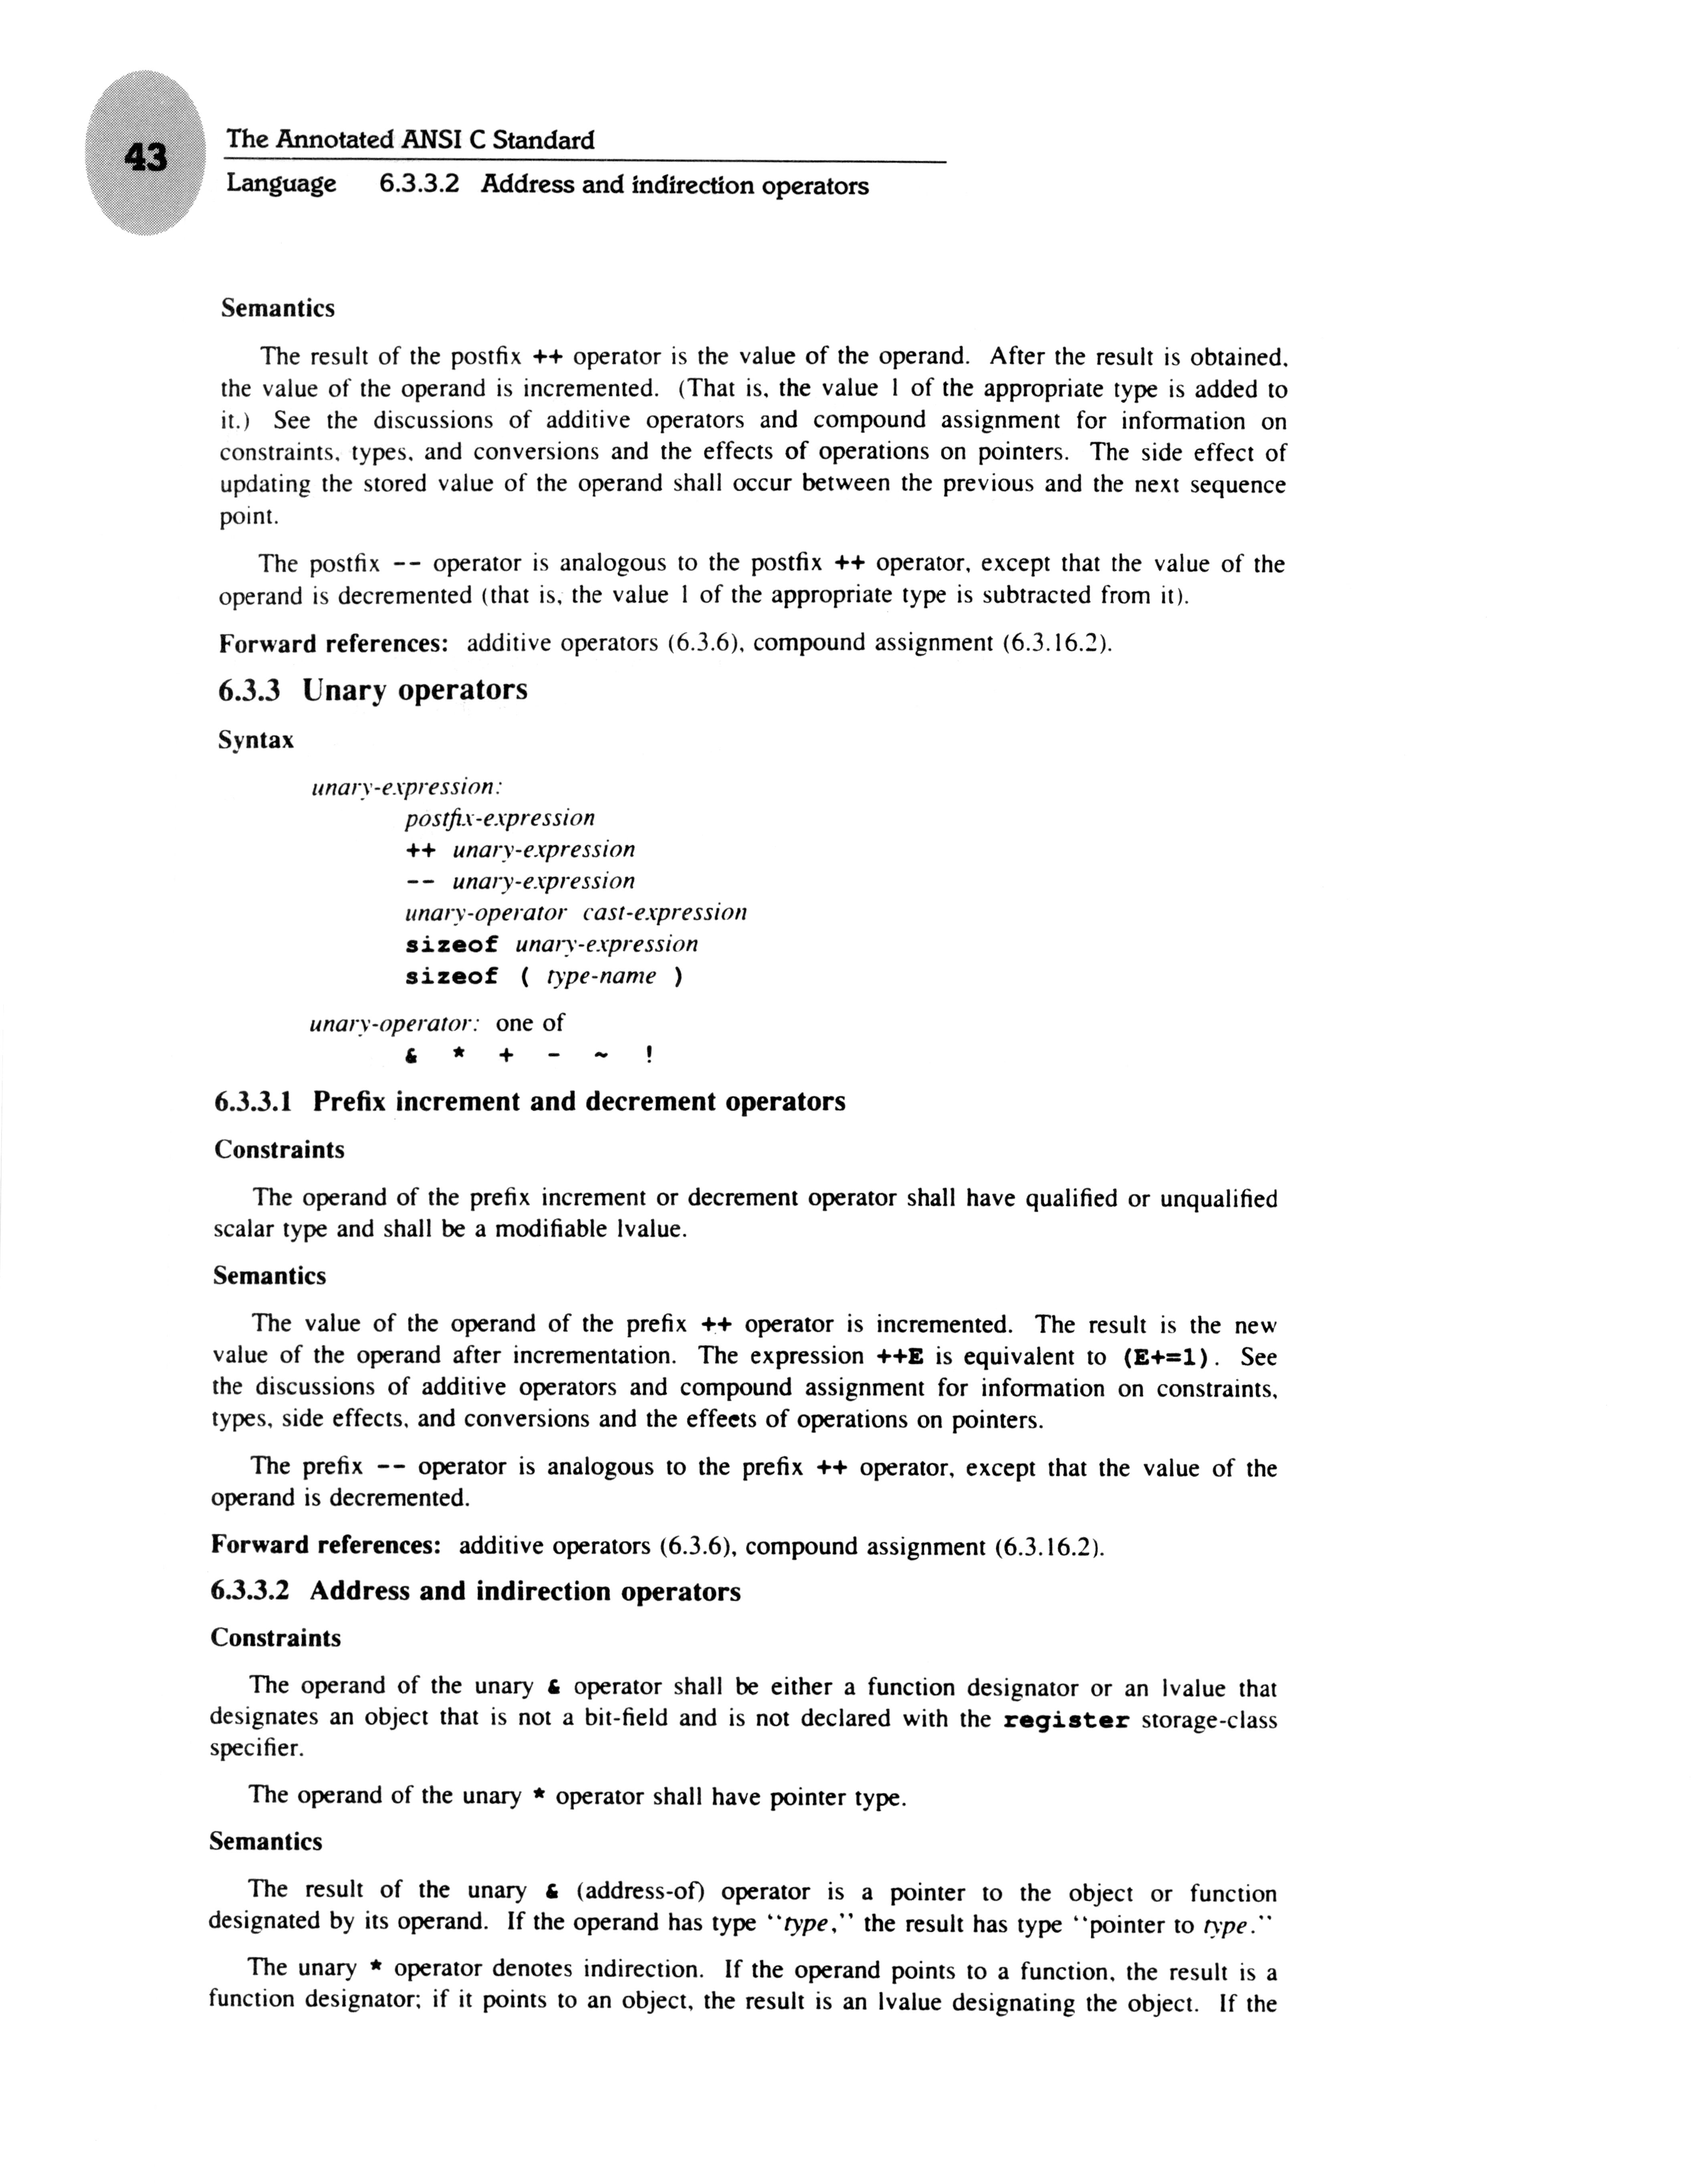 43
The Annotated ANSI C Standard
Language 6.3.3.2 Address and indirection operators
Semantics
The result of the postfix ++ operator is the value of the operand. After the result is obtained,
the value of the operand is incremented. (That is, the value 1 of the appropriate type is added to
it.) See the discussions of additive operators and compound assignment for information on
constraints, types, and conversions and the effects of operations on pointers. The side effect of
updating the stored value of the operand shall occur between the previous and the next sequence
point.
The postfix -- operator is analogous to the postfix ++ operator, except that the value of the
operand is decremented (that is, the value 1 of the appropriate type is subtracted from it).
Forward references: additive operators (6.3.6), compound assignment (6.3.16.2).
6.3.3 Unary operators
Syntax
unary-expression:
postfix-expression
++ unary-expression
-- unary-expression
unary-operator cast-expression
sizeof unary-expression
sizeof ( type-name )
unary-operator: one of
& * + - ~ !
6.3.3.1 Prefix increment and decrement operators
Constraints
The operand of the prefix increment or decrement operator shall have qualified or unqualified
scalar type and shall be a modifiable lvalue.
Semantics
The value of the operand of the prefix ++ operator is incremented. The result is the new
value of the operand after incrementation. The expression ++E is equivalent to (E+=1). See
the discussions of additive operators and compound assignment for information on constraints,
types, side effects, and conversions and the effects of operations on pointers.
The prefix -- operator is analogous to the prefix ++ operator, except that the value of the
operand is decremented.
Forward references: additive operators (6.3.6), compound assignment (6.3.16.2).
6.3.3.2 Address and indirection operators
Constraints
The operand of the unary & operator shall be either a function designator or an lvalue that
designates an object that is not a bit-field and is not declared with the register storage-class
specifier.
The operand of the unary * operator shall have pointer type.
Semantics
The result of the unary & (address-of) operator is a pointer to the object or function
designated by its operand. If the operand has type ‘‘type,’’ the result has type ‘‘pointer to type.’’
The unary * operator denotes indirection. If the operand points to a function, the result is a
function designator; if it points to an object, the result is an lvalue designating the object. If the